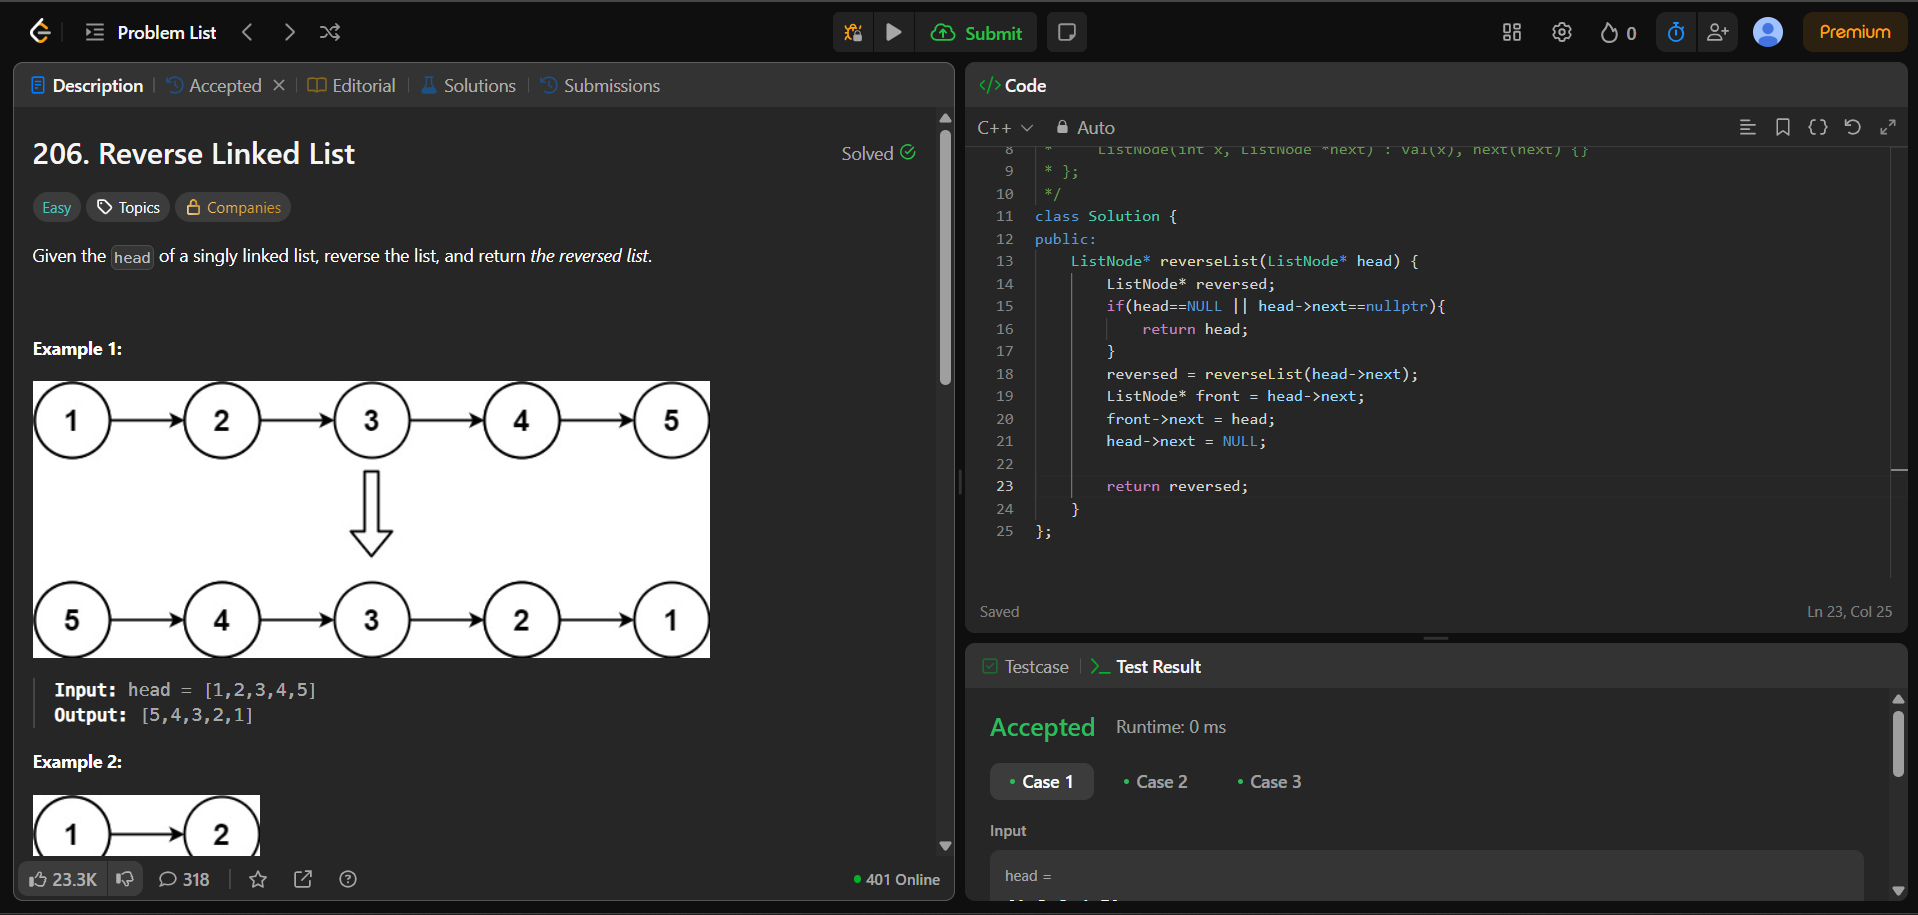 Problem List
Submit
0
Premium
Description
Accepted
Editorial
Solutions
Submissions
206. Reverse Linked List
Solved
Easy
Topics
Companies
Given the head of a singly linked list, reverse the list, and return the reversed list.
Example 1:
1 2 3 4 5
5 4 3 2 1
Input: head = [1,2,3,4,5]
Output: [5,4,3,2,1]
Example 2:
1 2
23.3K
318
401 Online
</> Code
C++
Auto
8 * ListNode(int x, ListNode *next) : val(x), next(next) {}
9 * };
10 */
11 class Solution {
12 public:
13 ListNode* reverseList(ListNode* head) {
14 ListNode* reversed;
15 if(head==NULL || head->next==nullptr){
16 return head;
17 }
18 reversed = reverseList(head->next);
19 ListNode* front = head->next;
20 front->next = head;
21 head->next = NULL;
22
23 return reversed;
24 }
25 };
Saved
Ln 23, Col 25
Testcase
Test Result
Accepted
Runtime: 0 ms
Case 1
Case 2
Case 3
Input
head =